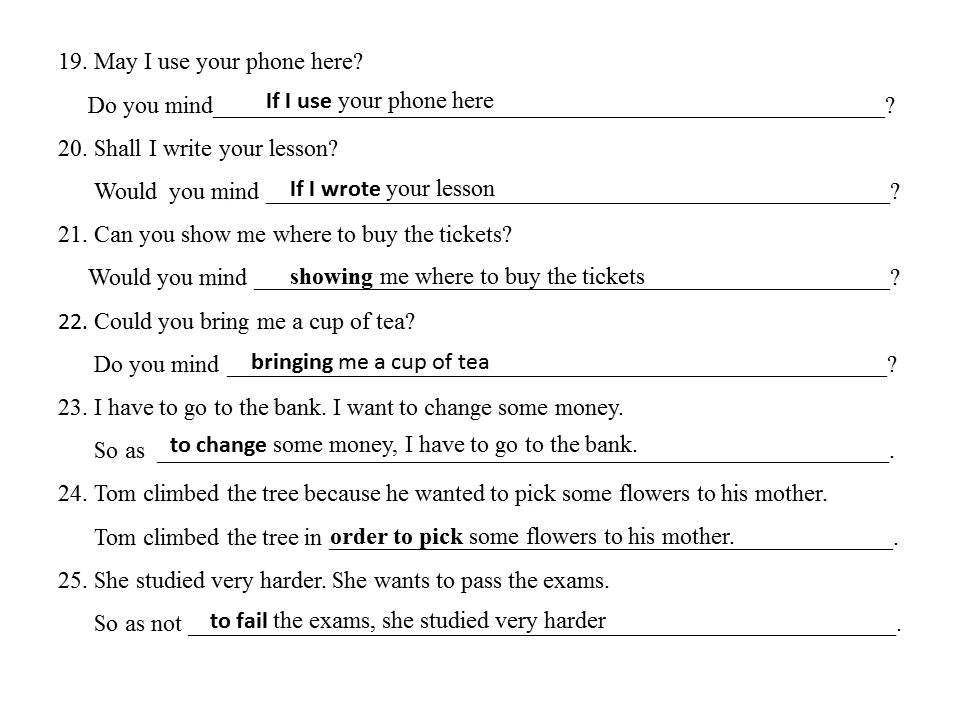 19. May I use your phone here?
Do you mind If I use your phone here ?
20. Shall I write your lesson?
Would you mind If I wrote your lesson ?
21. Can you show me where to buy the tickets?
Would you mind showing me where to buy the tickets ?
22. Could you bring me a cup of tea?
Do you mind bringing me a cup of tea ?
23. I have to go to the bank. I want to change some money.
So as to change some money, I have to go to the bank. .
24. Tom climbed the tree because he wanted to pick some flowers to his mother.
Tom climbed the tree in order to pick some flowers to his mother. .
25. She studied very harder. She wants to pass the exams.
So as not to fail the exams, she studied very harder .